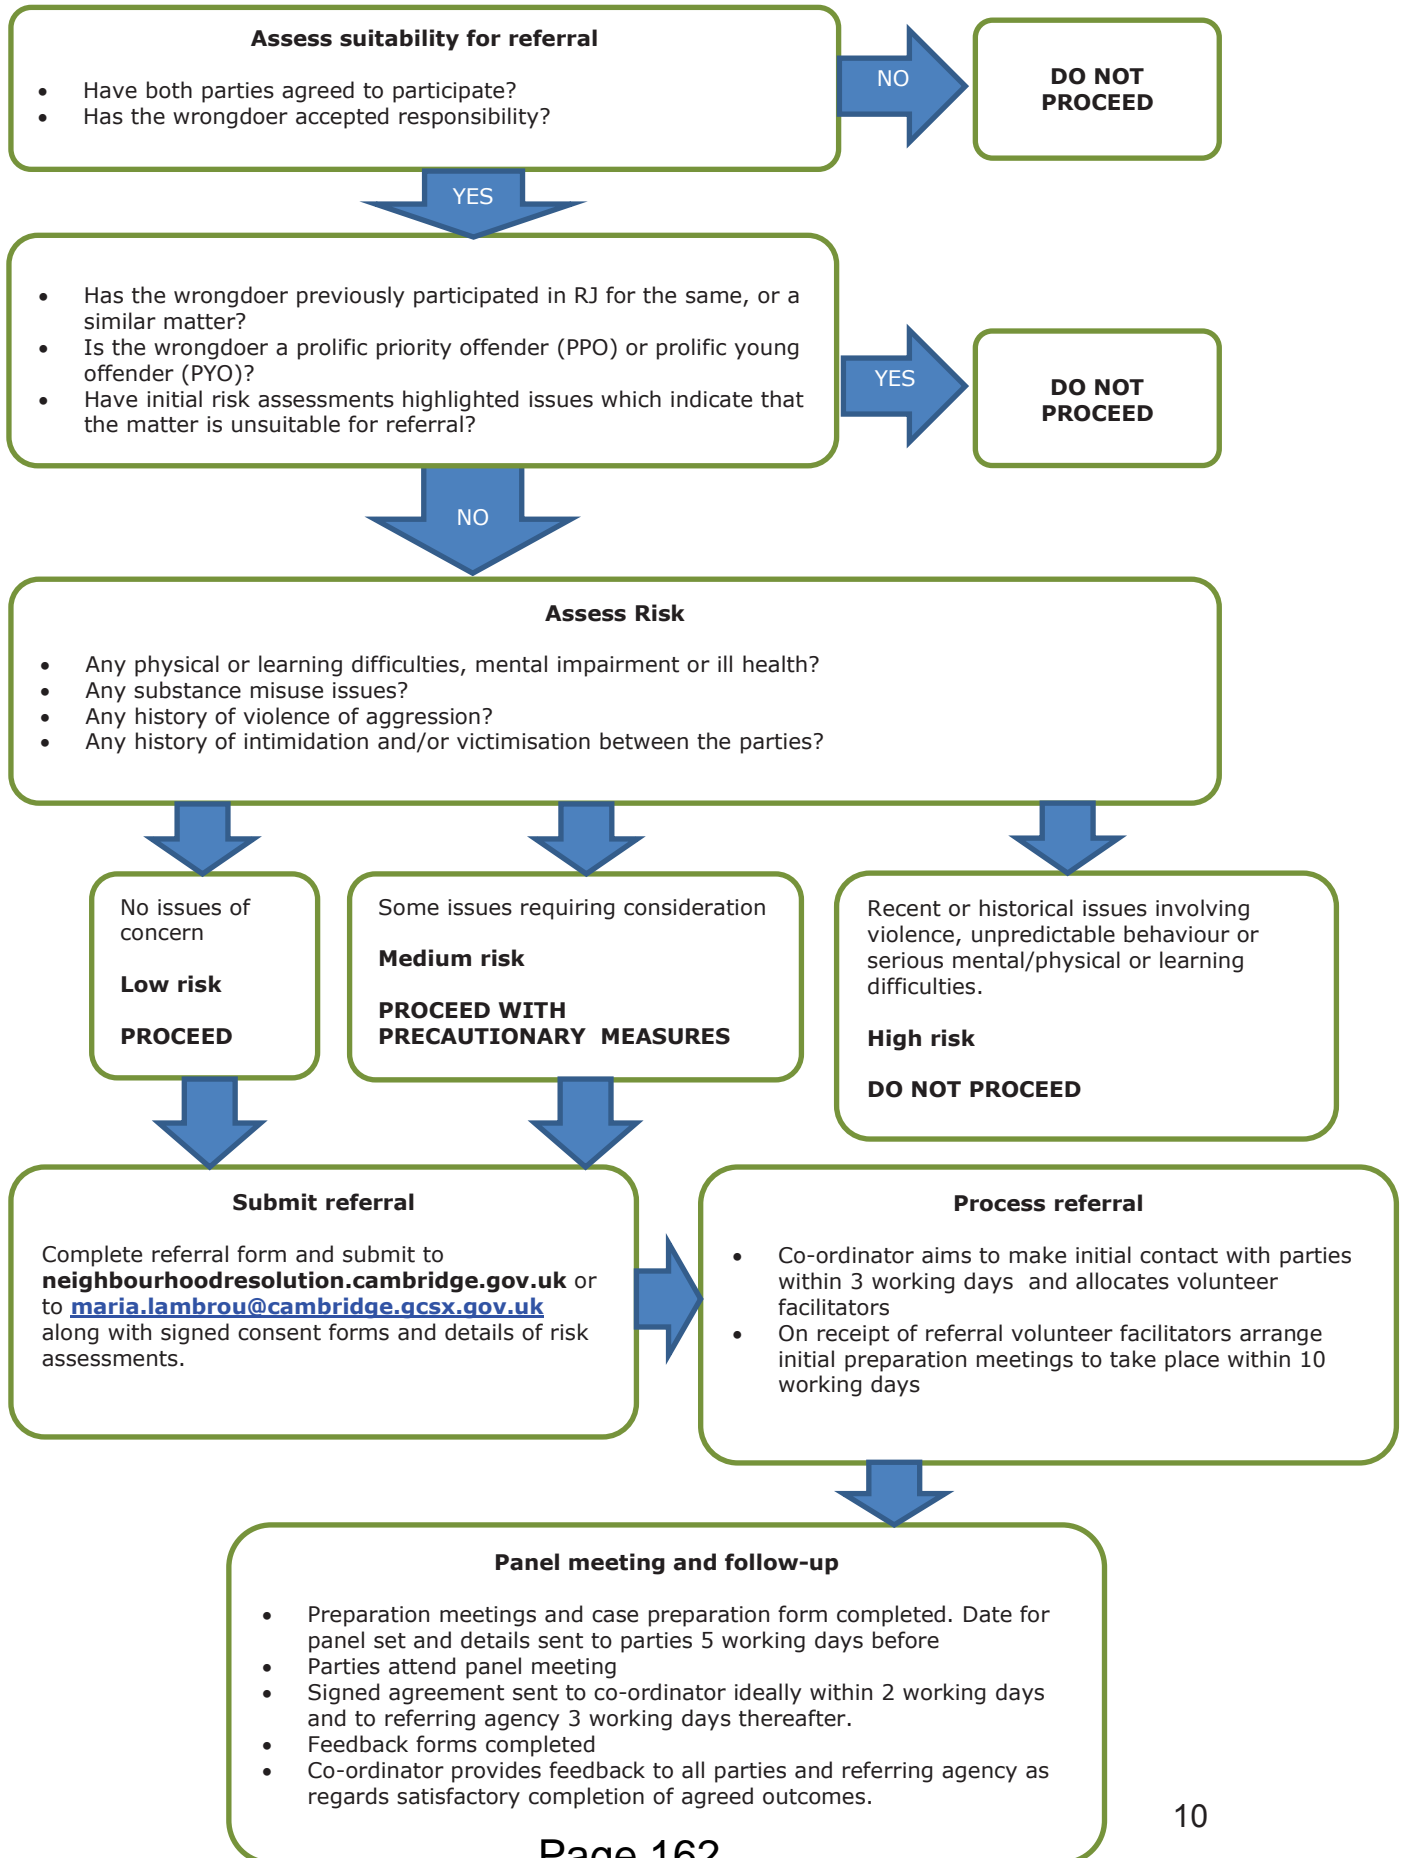 Assess suitability for referral
• Have both parties agreed to participate?
• Has the wrongdoer accepted responsibility?
NO
DO NOT
PROCEED
YES
• Has the wrongdoer previously participated in RJ for the same, or a
similar matter?
• Is the wrongdoer a prolific priority offender (PPO) or prolific young
offender (PYO)?
• Have initial risk assessments highlighted issues which indicate that
the matter is unsuitable for referral?
YES
DO NOT
PROCEED
NO
Assess Risk
• Any physical or learning difficulties, mental impairment or ill health?
• Any substance misuse issues?
• Any history of violence of aggression?
• Any history of intimidation and/or victimisation between the parties?
No issues of
concern
Low risk
PROCEED
Some issues requiring consideration
Medium risk
PROCEED WITH
PRECAUTIONARY  MEASURES
Recent or historical issues involving
violence, unpredictable behaviour or
serious mental/physical or learning
difficulties.
High risk
DO NOT PROCEED
Submit referral
Complete referral form and submit to
neighbourhoodresolution.cambridge.gov.uk or
to maria.lambrou@cambridge.gcsx.gov.uk
along with signed consent forms and details of risk
assessments.
Process referral
• Co-ordinator aims to make initial contact with parties
within 3 working days  and allocates volunteer
facilitators
• On receipt of referral volunteer facilitators arrange
initial preparation meetings to take place within 10
working days
Panel meeting and follow-up
• Preparation meetings and case preparation form completed. Date for
panel set and details sent to parties 5 working days before
• Parties attend panel meeting
• Signed agreement sent to co-ordinator ideally within 2 working days
and to referring agency 3 working days thereafter.
• Feedback forms completed
• Co-ordinator provides feedback to all parties and referring agency as
regards satisfactory completion of agreed outcomes.
10
Page 162